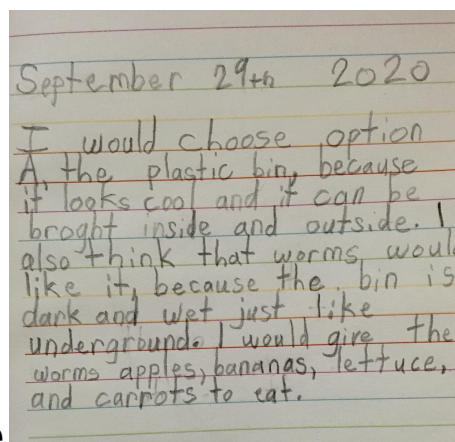 September 29th 2020
I would choose option
A, the plastic bin, because
it looks cool and it can be
broght inside and outside. I
also think that worms woul
like it, because the bin is
dark and wet just like
underground. I would give the
worms apples, bananas, lettuce,
and carrots to eat.